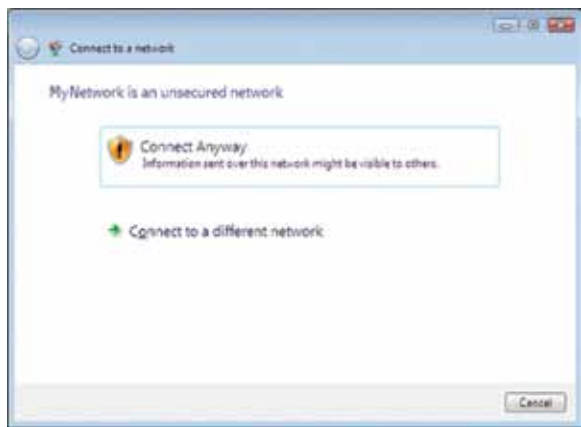 Connect to a network
MyNetwork is an unsecured network
Connect Anyway
Information sent over this network might be visible to others.
Connect to a different network
Cancel